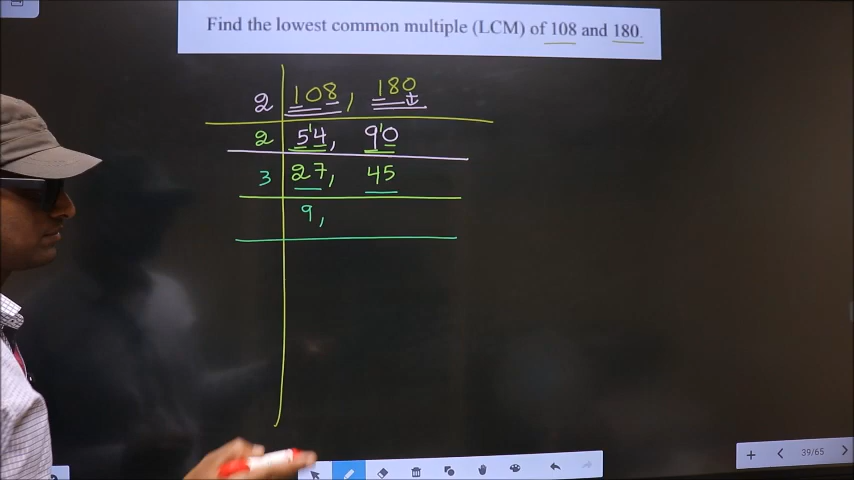 Find the lowest common multiple (LCM) of 108 and 180.
2 108, 180
2 54, 90
3 27, 45
9,
39/65